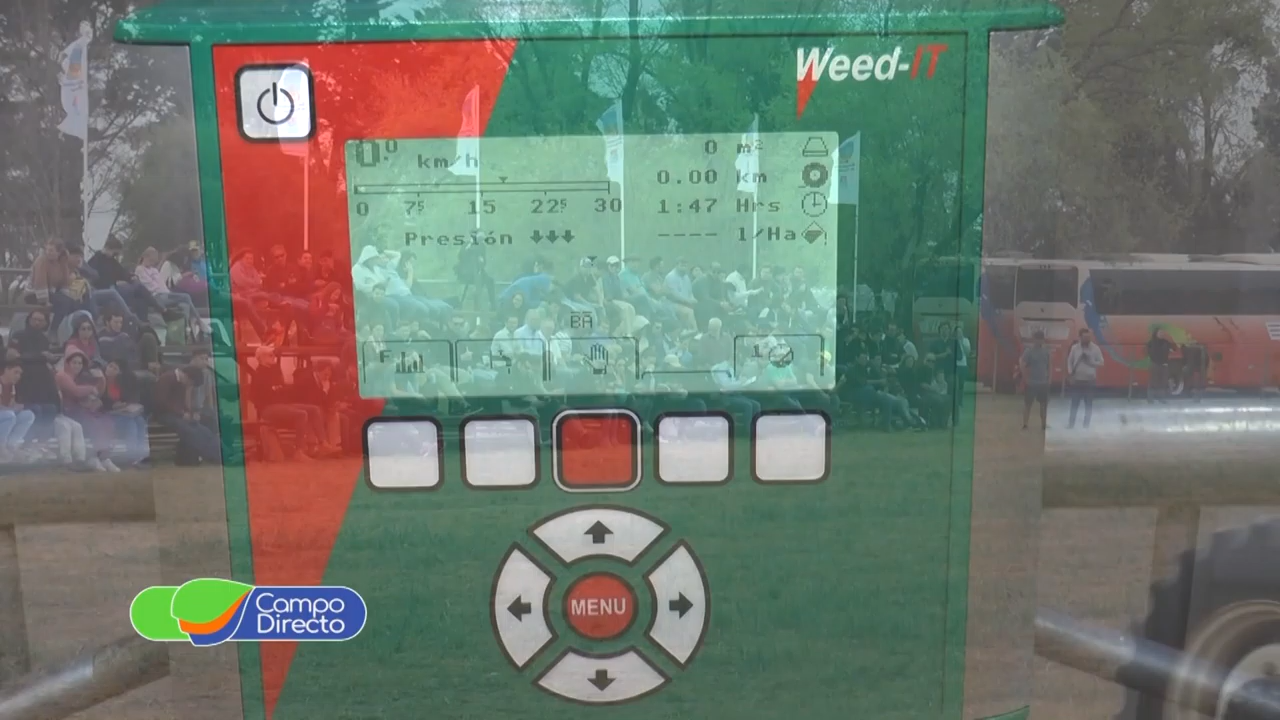 Weed-IT
0 km/h
0 m²
0.00 km
0 7⁵ 15 22⁵ 30
1:47 Hrs
Presión
---- l/Ha
BA
F
1
MENU
Campo
Directo